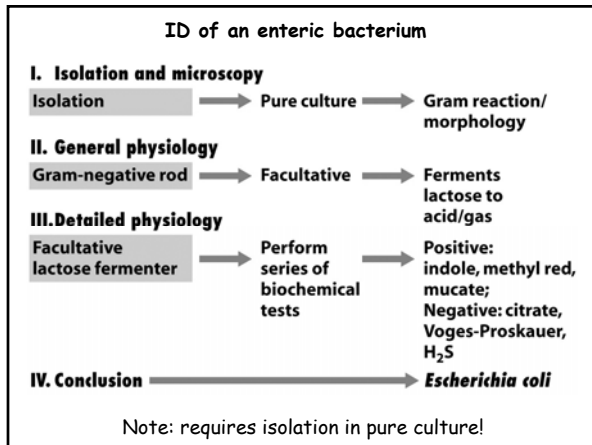 ID of an enteric bacterium
I. Isolation and microscopy
Isolation Pure culture Gram reaction/
morphology
II. General physiology
Gram-negative rod Facultative Ferments
lactose to
acid/gas
III.Detailed physiology
Facultative Perform Positive:
lactose fermenter series of indole, methyl red,
biochemical mucate;
tests Negative: citrate,
Voges-Proskauer,
H₂S
IV. Conclusion Escherichia coli
Note: requires isolation in pure culture!